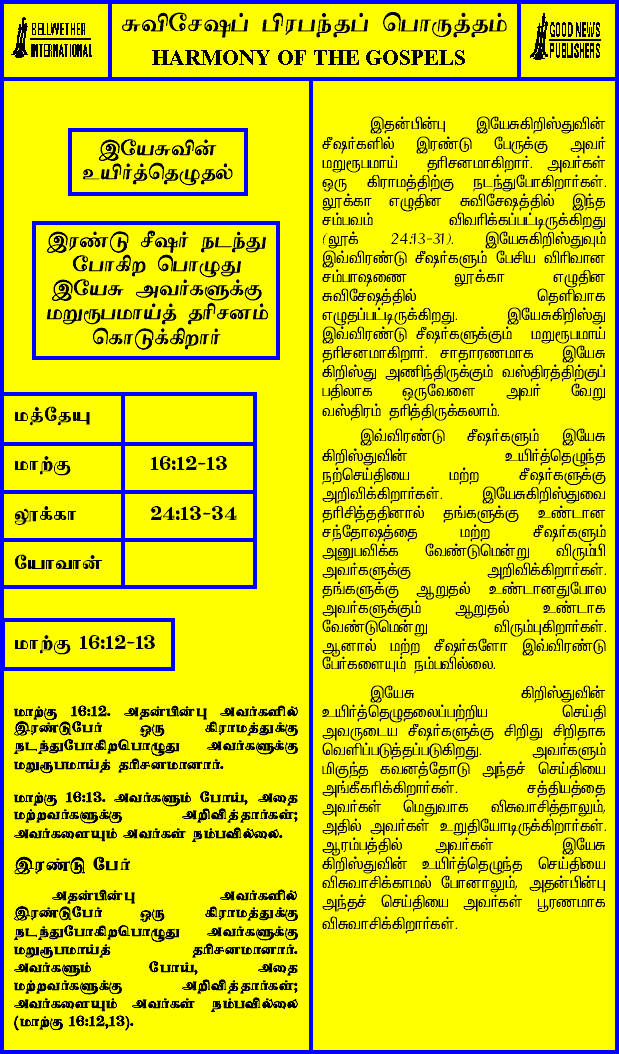 BELLWETHER
INTERNATIONAL
சுவிசேஷப் பிரபந்தப் பொருத்தம்
HARMONY OF THE GOSPELS
GOOD NEWS
PUBLISHERS
இயேசுவின்
உயிர்த்தெழுதல்
இரண்டு சீஷர் நடந்து
போகிற பொழுது
இயேசு அவர்களுக்கு
மறுரூபமாய்த் தரிசனம்
கொடுக்கிறார்
மத்தேயு
மாற்கு 16:12-13
லூக்கா 24:13-34
யோவான்
மாற்கு 16:12-13
மாற்கு 16:12. அதன்பின்பு அவர்களில்
இரண்டுபேர் ஒரு கிராமத்துக்கு
நடந்துபோகிறபொழுது அவர்களுக்கு
மறுரூபமாய்த் தரிசனமானார்.
மாற்கு 16:13. அவர்களும் போய், அதை
மற்றவர்களுக்கு அறிவித்தார்கள்;
அவர்களையும் அவர்கள் நம்பவில்லை.
இரண்டு பேர்
அதன்பின்பு அவர்களில்
இரண்டுபேர் ஒரு கிராமத்துக்கு
நடந்துபோகிறபொழுது அவர்களுக்கு
மறுரூபமாய்த் தரிசனமானார்.
அவர்களும் போய், அதை
மற்றவர்களுக்கு அறிவித்தார்கள்;
அவர்களையும் அவர்கள் நம்பவில்லை
(மாற்கு 16:12,13).
இதன்பின்பு இயேசுகிறிஸ்துவின்
சீஷர்களில் இரண்டு பேருக்கு அவர்
மறுரூபமாய் தரிசனமாகிறார். அவர்கள்
ஒரு கிராமத்திற்கு நடந்துபோகிறார்கள்.
லூக்கா எழுதின சுவிசேஷத்தில் இந்த
சம்பவம் விவரிக்கப்பட்டிருக்கிறது
(லூக் 24:13-31). இயேசுகிறிஸ்துவும்
இவ்விரண்டு சீஷர்களும் பேசிய விரிவான
சம்பாஷணை லூக்கா எழுதின
சுவிசேஷத்தில் தெளிவாக
எழுதப்பட்டிருக்கிறது. இயேசுகிறிஸ்து
இவ்விரண்டு சீஷர்களுக்கும் மறுரூபமாய்
தரிசனமாகிறார். சாதாரணமாக இயேசு
கிறிஸ்து அணிந்திருக்கும் வஸ்திரத்திற்குப்
பதிலாக ஒருவேளை அவர் வேறு
வஸ்திரம் தரித்திருக்கலாம்.
இவ்விரண்டு சீஷர்களும் இயேசு
கிறிஸ்துவின் உயிர்த்தெழுந்த
நற்செய்தியை மற்ற சீஷர்களுக்கு
அறிவிக்கிறார்கள். இயேசுகிறிஸ்துவை
தரிசித்ததினால் தங்களுக்கு உண்டான
சந்தோஷத்தை மற்ற சீஷர்களும்
அனுபவிக்க வேண்டுமென்று விரும்பி
அவர்களுக்கு அறிவிக்கிறார்கள்.
தங்களுக்கு ஆறுதல் உண்டானதுபோல
அவர்களுக்கும் ஆறுதல் உண்டாக
வேண்டுமென்று விரும்புகிறார்கள்.
ஆனால் மற்ற சீஷர்களோ இவ்விரண்டு
பேர்களையும் நம்பவில்லை.
இயேசு கிறிஸ்துவின்
உயிர்த்தெழுதலைப்பற்றிய செய்தி
அவருடைய சீஷர்களுக்கு சிறிது சிறிதாக
வெளிப்படுத்தப்படுகிறது. அவர்களும்
மிகுந்த கவனத்தோடு அந்தச் செய்தியை
அங்கீகரிக்கிறார்கள். சத்தியத்தை
அவர்கள் மெதுவாக விசுவாசித்தாலும்,
அதில் அவர்கள் உறுதியோடிருக்கிறார்கள்.
ஆரம்பத்தில் அவர்கள் இயேசு
கிறிஸ்துவின் உயிர்த்தெழுந்த செய்தியை
விசுவாசிக்காமல் போனாலும், அதன்பின்பு
அந்தச் செய்தியை அவர்கள் பூரணமாக
விசுவாசிக்கிறார்கள்.